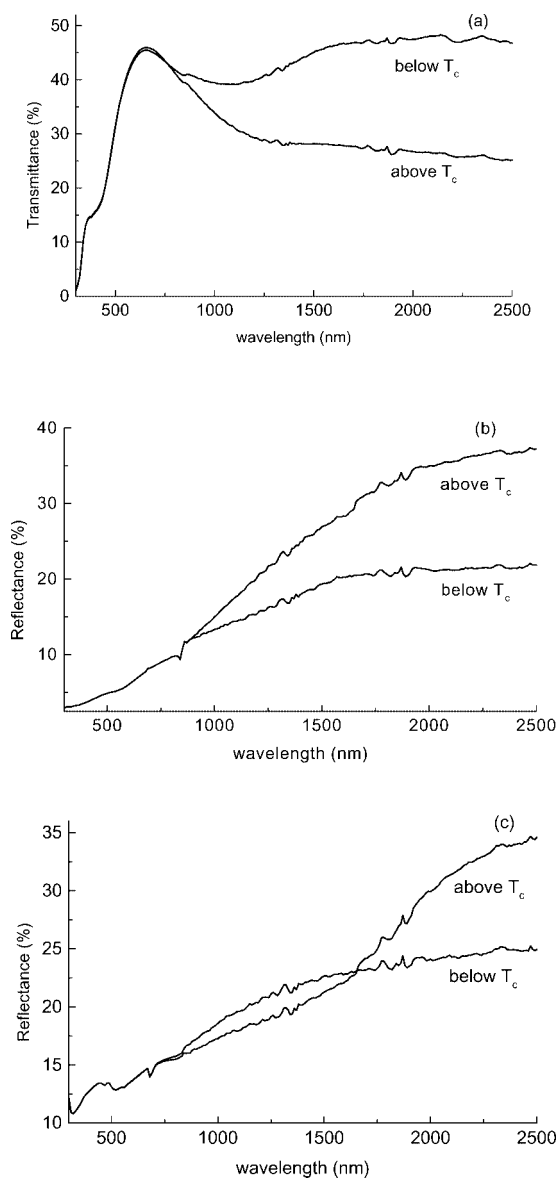 (a)
50
40
30
20
10
0
Transmittance (%)
below Tc
above Tc
500 1000 1500 2000 2500
wavelength (nm)
(b)
40
30
20
10
Reflectance (%)
above Tc
below Tc
500 1000 1500 2000 2500
wavelength (nm)
(c)
35
30
25
20
15
10
Reflectance (%)
above Tc
below Tc
500 1000 1500 2000 2500
wavelength (nm)